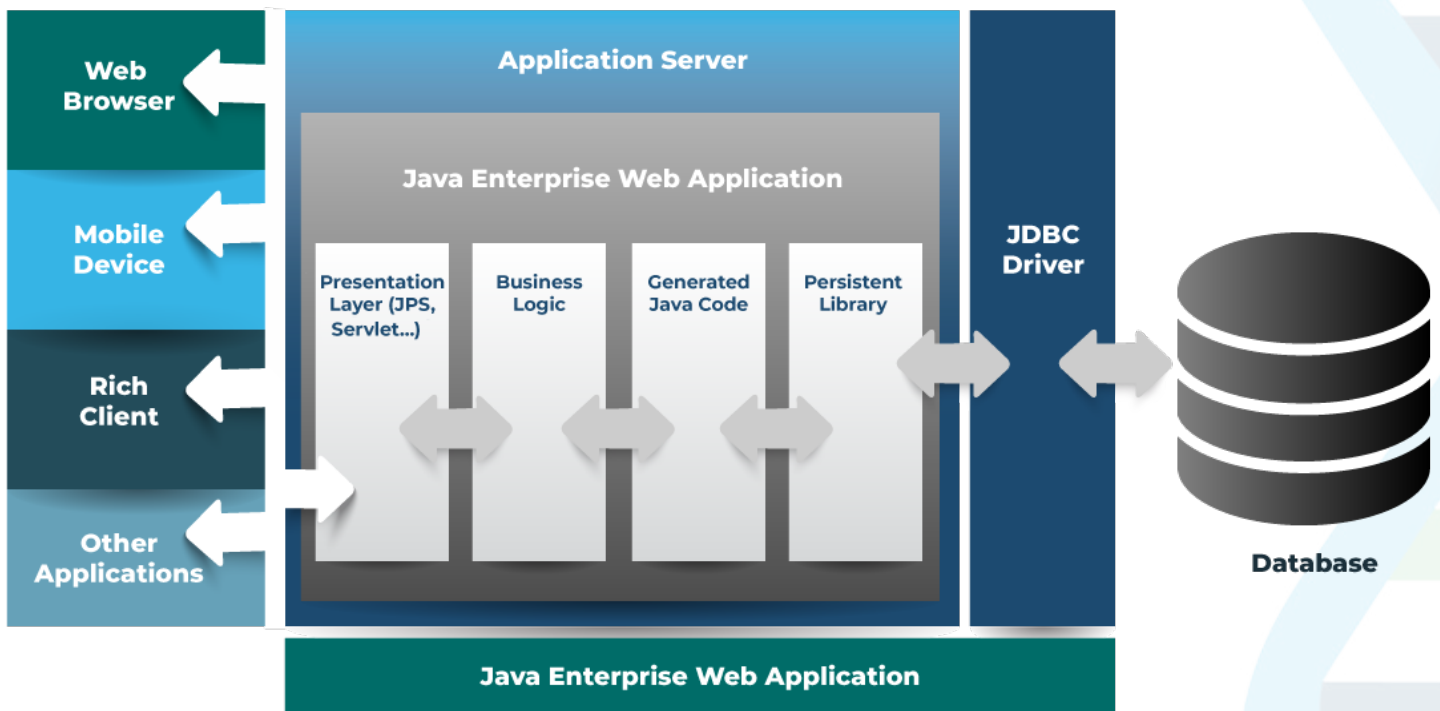 Web
Browser
Mobile
Device
Rich
Client
Other
Applications
Application Server
Java Enterprise Web Application
Presentation
Layer (JPS,
Servlet...)
Business
Logic
Generated
Java Code
Persistent
Library
JDBC
Driver
Database
Java Enterprise Web Application